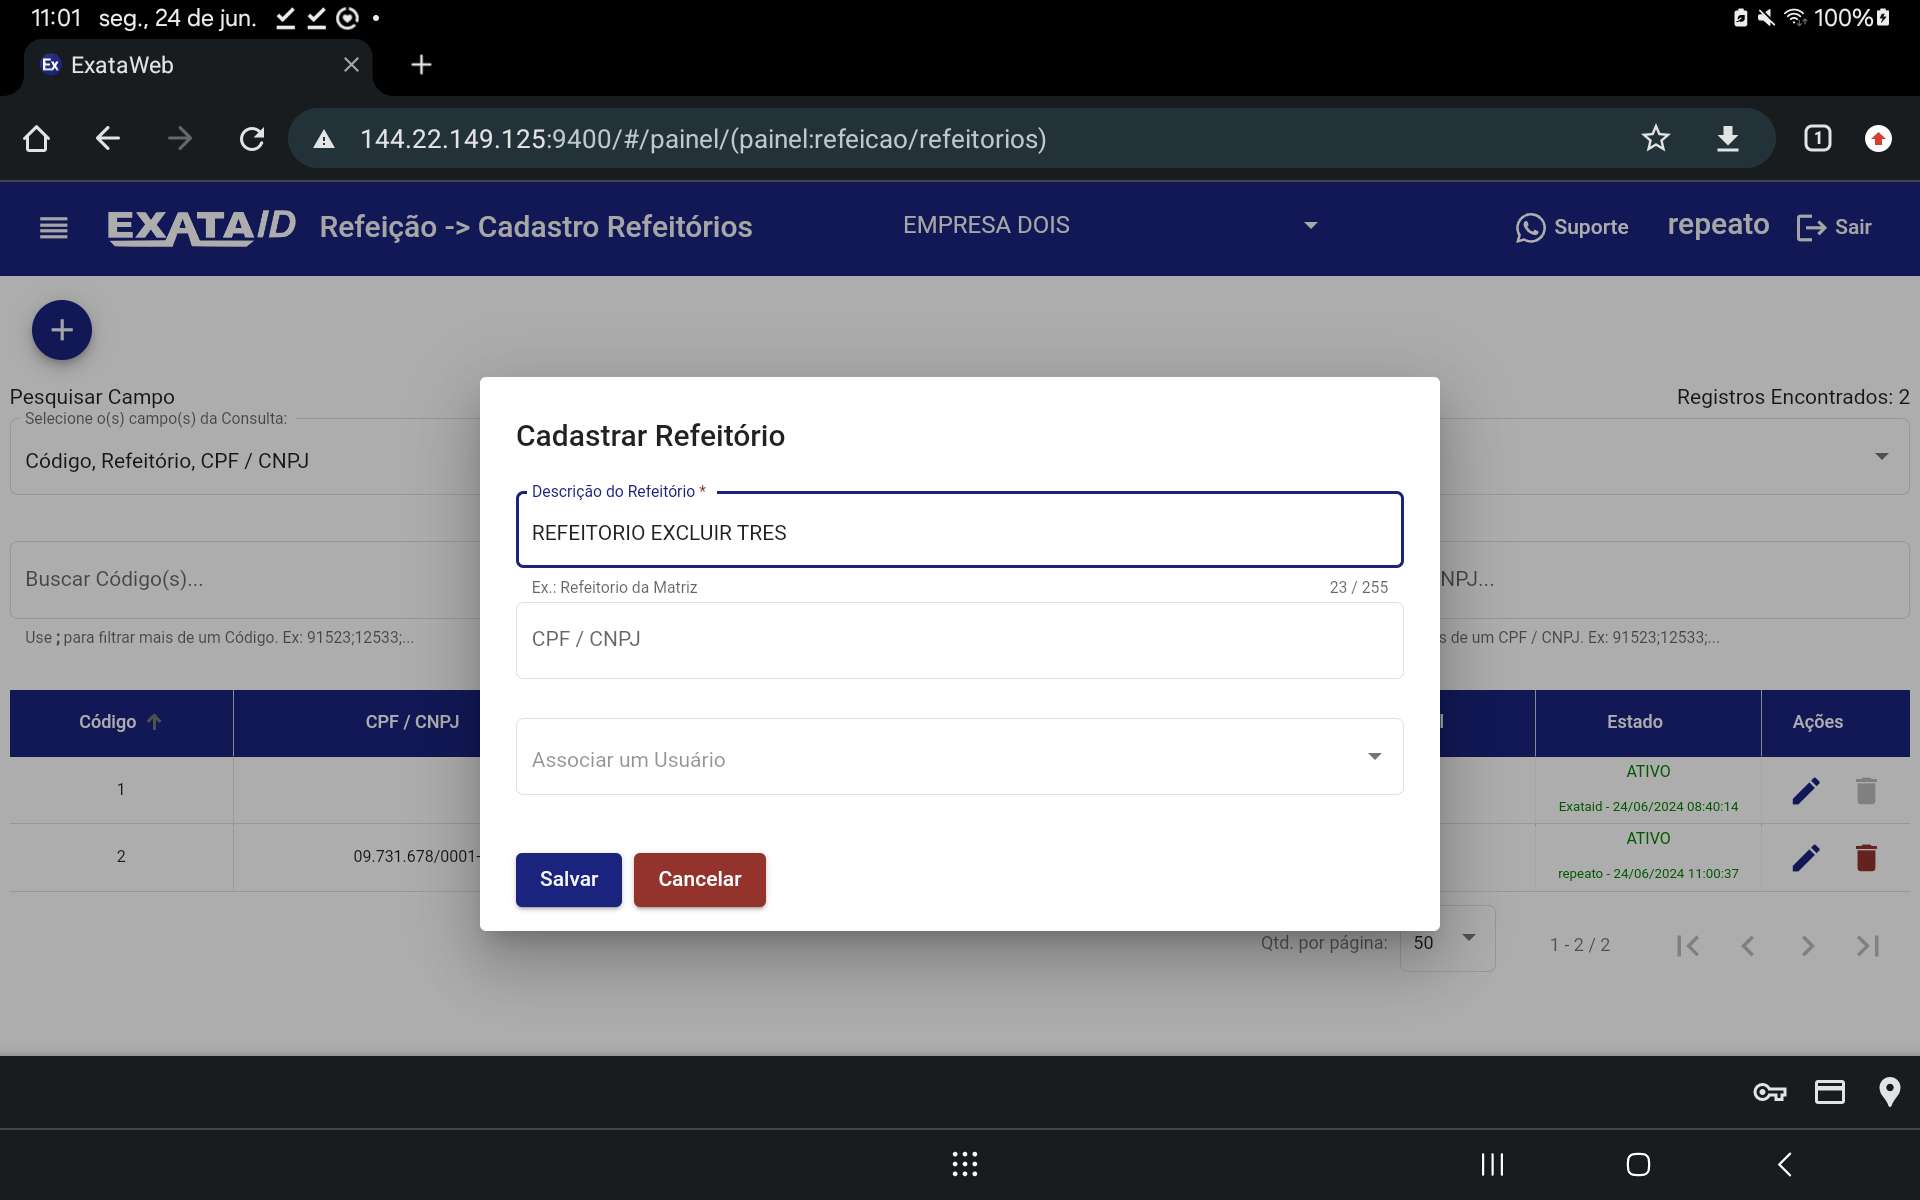 11:01 seg., 24 de jun. 100%
Ex ExataWeb
144.22.149.125:9400/#/painel/(painel:refeicao/refeitorios) 1
EXATAID Refeição -> Cadastro Refeitórios EMPRESA DOIS Suporte repeato Sair
Pesquisar Campo Registros Encontrados: 2
Selecione o(s) campo(s) da Consulta:
Código, Refeitório, CPF / CNPJ
Buscar Código(s)... NPJ...
Use ; para filtrar mais de um Código. Ex: 91523;12533;... s de um CPF / CNPJ. Ex: 91523;12533;...
Cadastrar Refeitório
Descrição do Refeitório *
REFEITORIO EXCLUIR TRES
Ex.: Refeitorio da Matriz 23 / 255
CPF / CNPJ
Associar um Usuário
Salvar Cancelar
Código CPF / CNPJ Estado Ações
1 ATIVO
Exataid - 24/06/2024 08:40:14
2 09.731.678/0001- ATIVO
repeato - 24/06/2024 11:00:37
Qtd. por página: 50 1 - 2 / 2